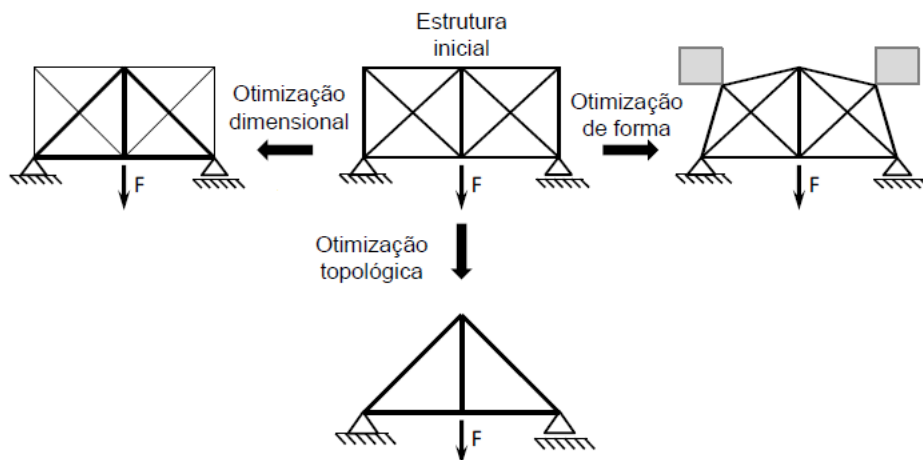 Estrutura
inicial
Otimização
dimensional
Otimização
de forma
F
F
F
Otimização
topológica
F